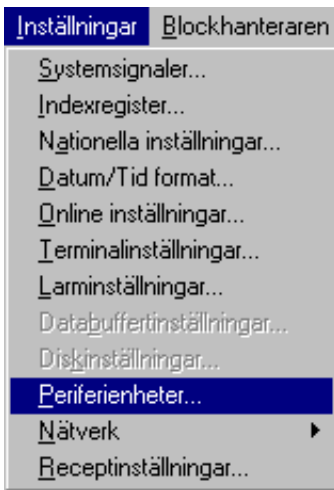 Inställningar Blockhanteraren
Systemsignaler...
Indexregister...
Nationella inställningar...
Datum/Tid format...
Online inställningar...
Terminalinställningar...
Larminställningar...
Databuffertinställningar...
Diskinställningar...
Periferienheter...
Nätverk
Receptinställningar...